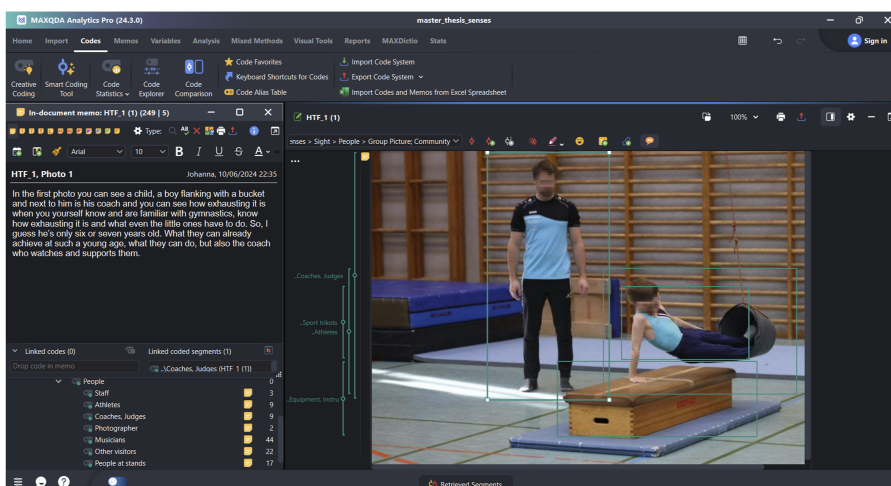 MAXQDA Analytics Pro (24.3.0)
master_thesis_senses
Home Import Codes Memos Variables Analysis Mixed Methods Visual Tools Reports MAXDictio Stats
Sign in
Creative Coding
Smart Coding Tool
Code Statistics
Code Explorer
Code Comparison
Code Favorites
Keyboard Shortcuts for Codes
Code Alias Table
Import Code System
Export Code System
Import Codes and Memos from Excel Spreadsheet
In-document memo: HTF_1 (1) (249 | 5)
Type:
Arial 10 B I U S A
HTF_1, Photo 1 Johanna, 10/06/2024 22:35
In the first photo you can see a child, a boy flanking with a bucket
and next to him is his coach and you can see how exhausting it is
when you yourself know and are familiar with gymnastics, know
how exhausting it is and what even the little ones have to do. So, I
guess he's only six or seven years old. What they can already
achieve at such a young age, what they can do, but also the coach
who watches and supports them.
Linked codes (0) Linked coded segments (1)
Drop code in memo ..\Coaches, Judges (HTF_1 (1))
People 0
Staff 3
Athletes 9
Coaches, Judges 9
Photographer 2
Musicians 44
Other visitors 22
People at stands 17
HTF_1 (1)
100%
enses > Sight > People > Group Picture; Community
..Coaches, Judges
..Sport trikots
..Athletes
..Equipment, Instru
Retrieved Segments